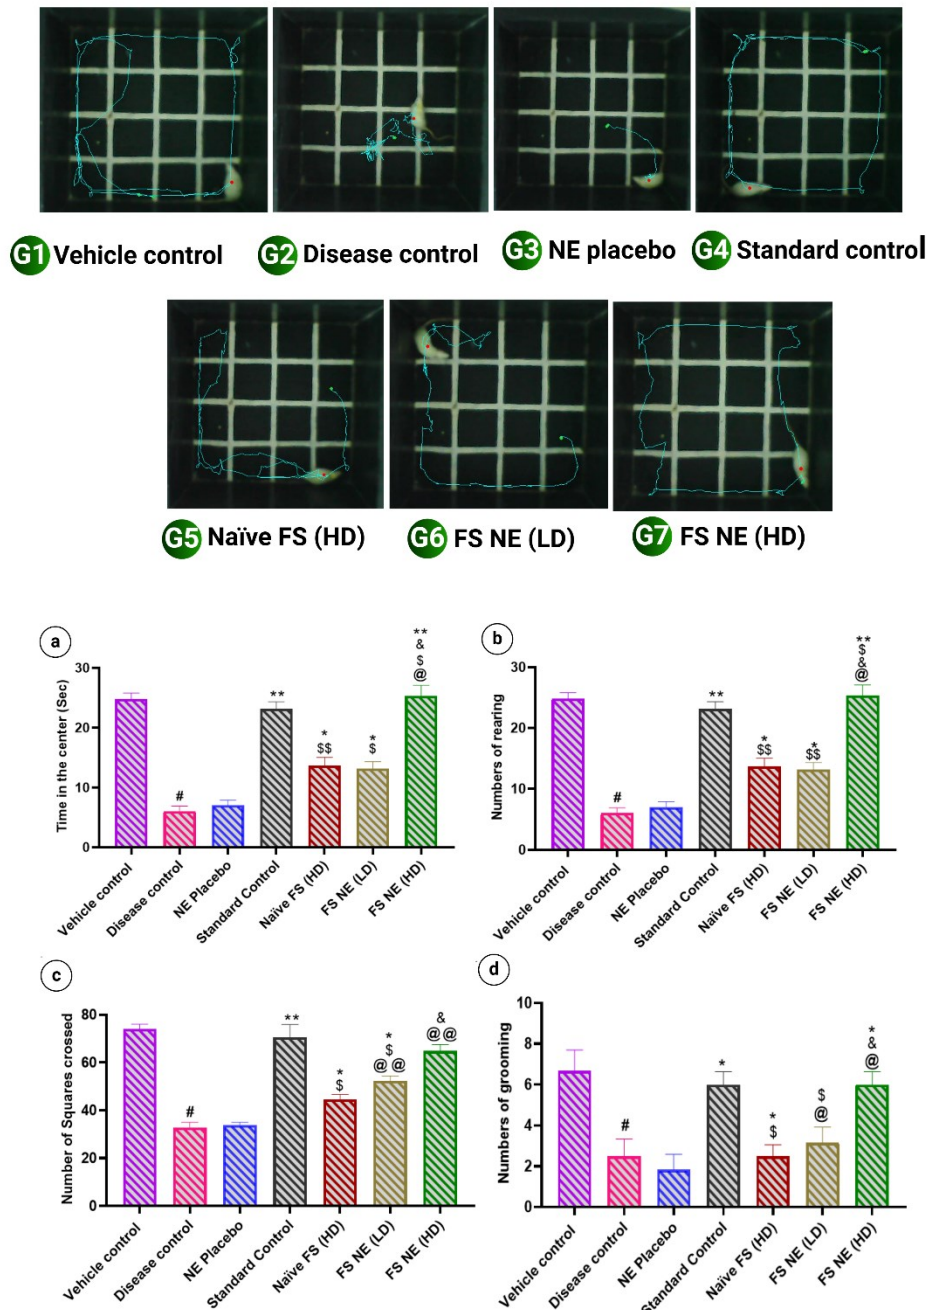 G1 Vehicle control G2 Disease control G3 NE placebo G4 Standard control
G5 Naïve FS (HD) G6 FS NE (LD) G7 FS NE (HD)
a
Time in the center (Sec)
30
20
10
0
#
**
*
$$
*
$
**
&
$
@
Vehicle control
Disease control
NE Placebo
Standard Control
Naïve FS (HD)
FS NE (LD)
FS NE (HD)
b
Numbers of rearing
30
20
10
0
#
**
*
$$
*
$$
**
$
&
@
Vehicle control
Disease control
NE Placebo
Standard Control
Naïve FS (HD)
FS NE (LD)
FS NE (HD)
c
Number of Squares crossed
80
60
40
20
0
#
**
*
$
*
$
@@
&
@@
Vehicle control
Disease control
NE Placebo
Standard Control
Naïve FS (HD)
FS NE (LD)
FS NE (HD)
d
Numbers of grooming
10
8
6
4
2
0
#
*
*
$
$
@
*
&
@
Vehicle control
Disease control
NE Placebo
Standard Control
Naïve FS (HD)
FS NE (LD)
FS NE (HD)